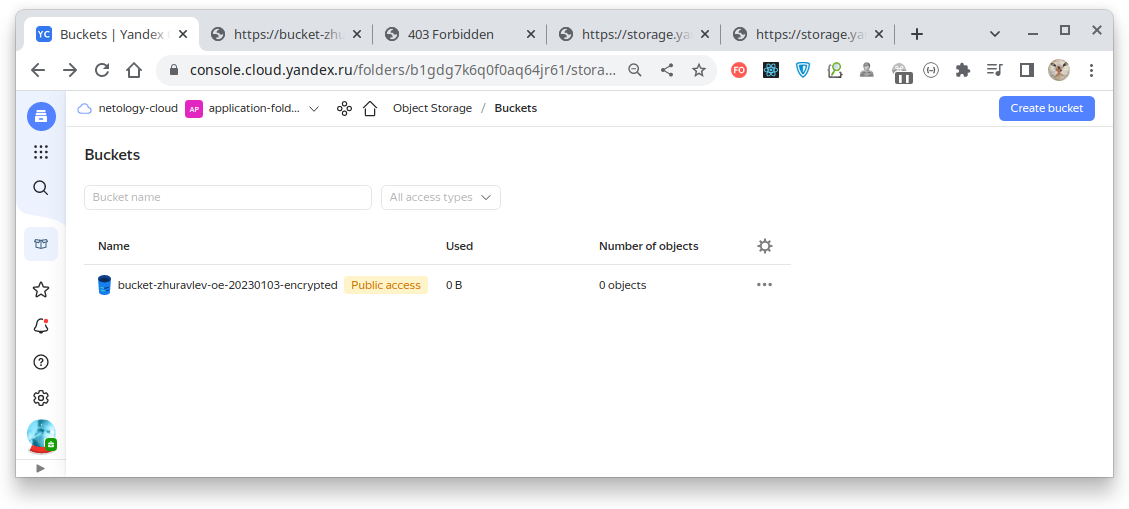 YC Buckets | Yandex https://bucket-zhu 403 Forbidden https://storage.ya https://storage.ya
console.cloud.yandex.ru/folders/b1gdg7k6q0f0aq64jr61/stora...
FO
netology-cloud AP application-fold... Object Storage / Buckets Create bucket
Buckets
Bucket name All access types
Name Used Number of objects
bucket-zhuravlev-oe-20230103-encrypted Public access 0 B 0 objects